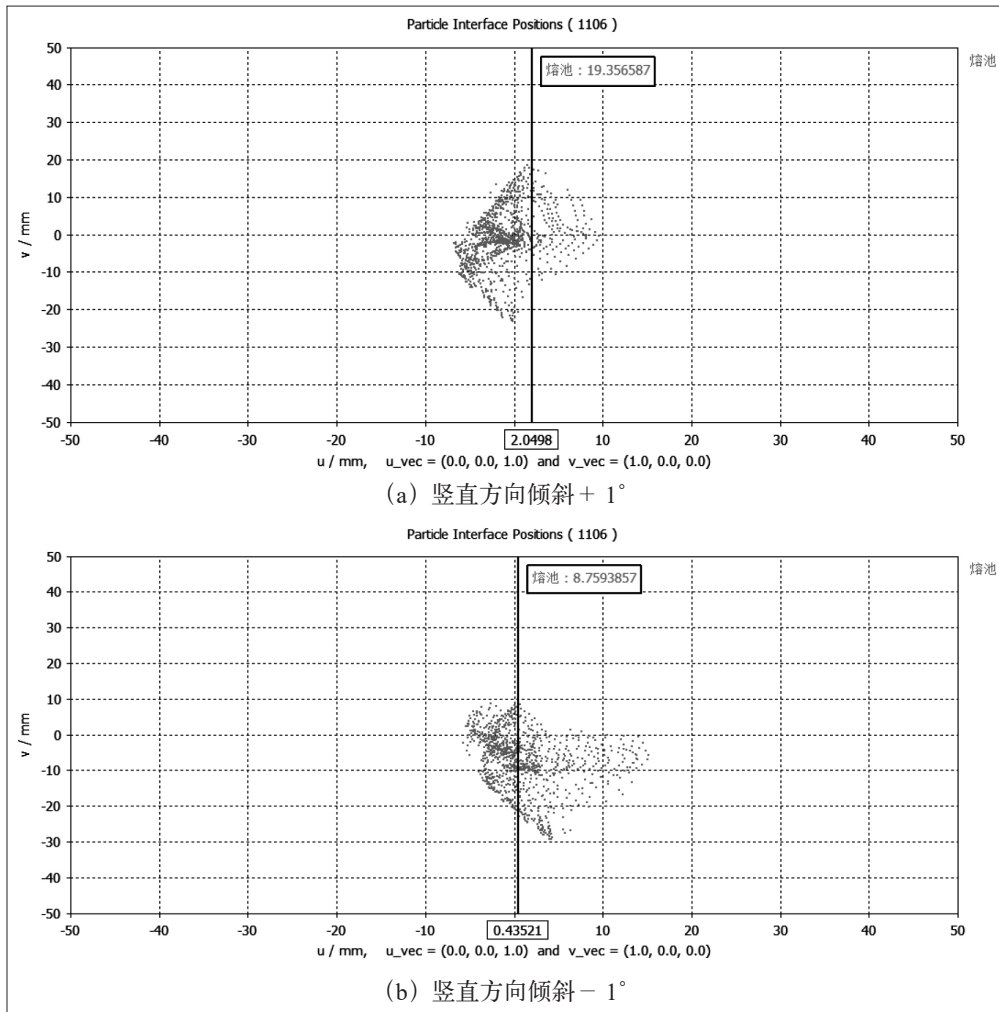 Particle Interface Positions ( 1106 )
50
熔池
熔池：19.356587
40
30
20
10
0
-10
-20
-30
-40
-50
v / mm
-50 -40 -30 -20 -10 2.0498 10 20 30 40 50
u / mm, u_vec = (0.0, 0.0, 1.0) and v_vec = (1.0, 0.0, 0.0)
（a）竖直方向倾斜＋1°
Particle Interface Positions ( 1106 )
50
熔池
熔池：8.7593857
40
30
20
10
0
-10
-20
-30
-40
-50
v / mm
-50 -40 -30 -20 -10 0.43521 10 20 30 40 50
u / mm, u_vec = (0.0, 0.0, 1.0) and v_vec = (1.0, 0.0, 0.0)
（b）竖直方向倾斜－1°